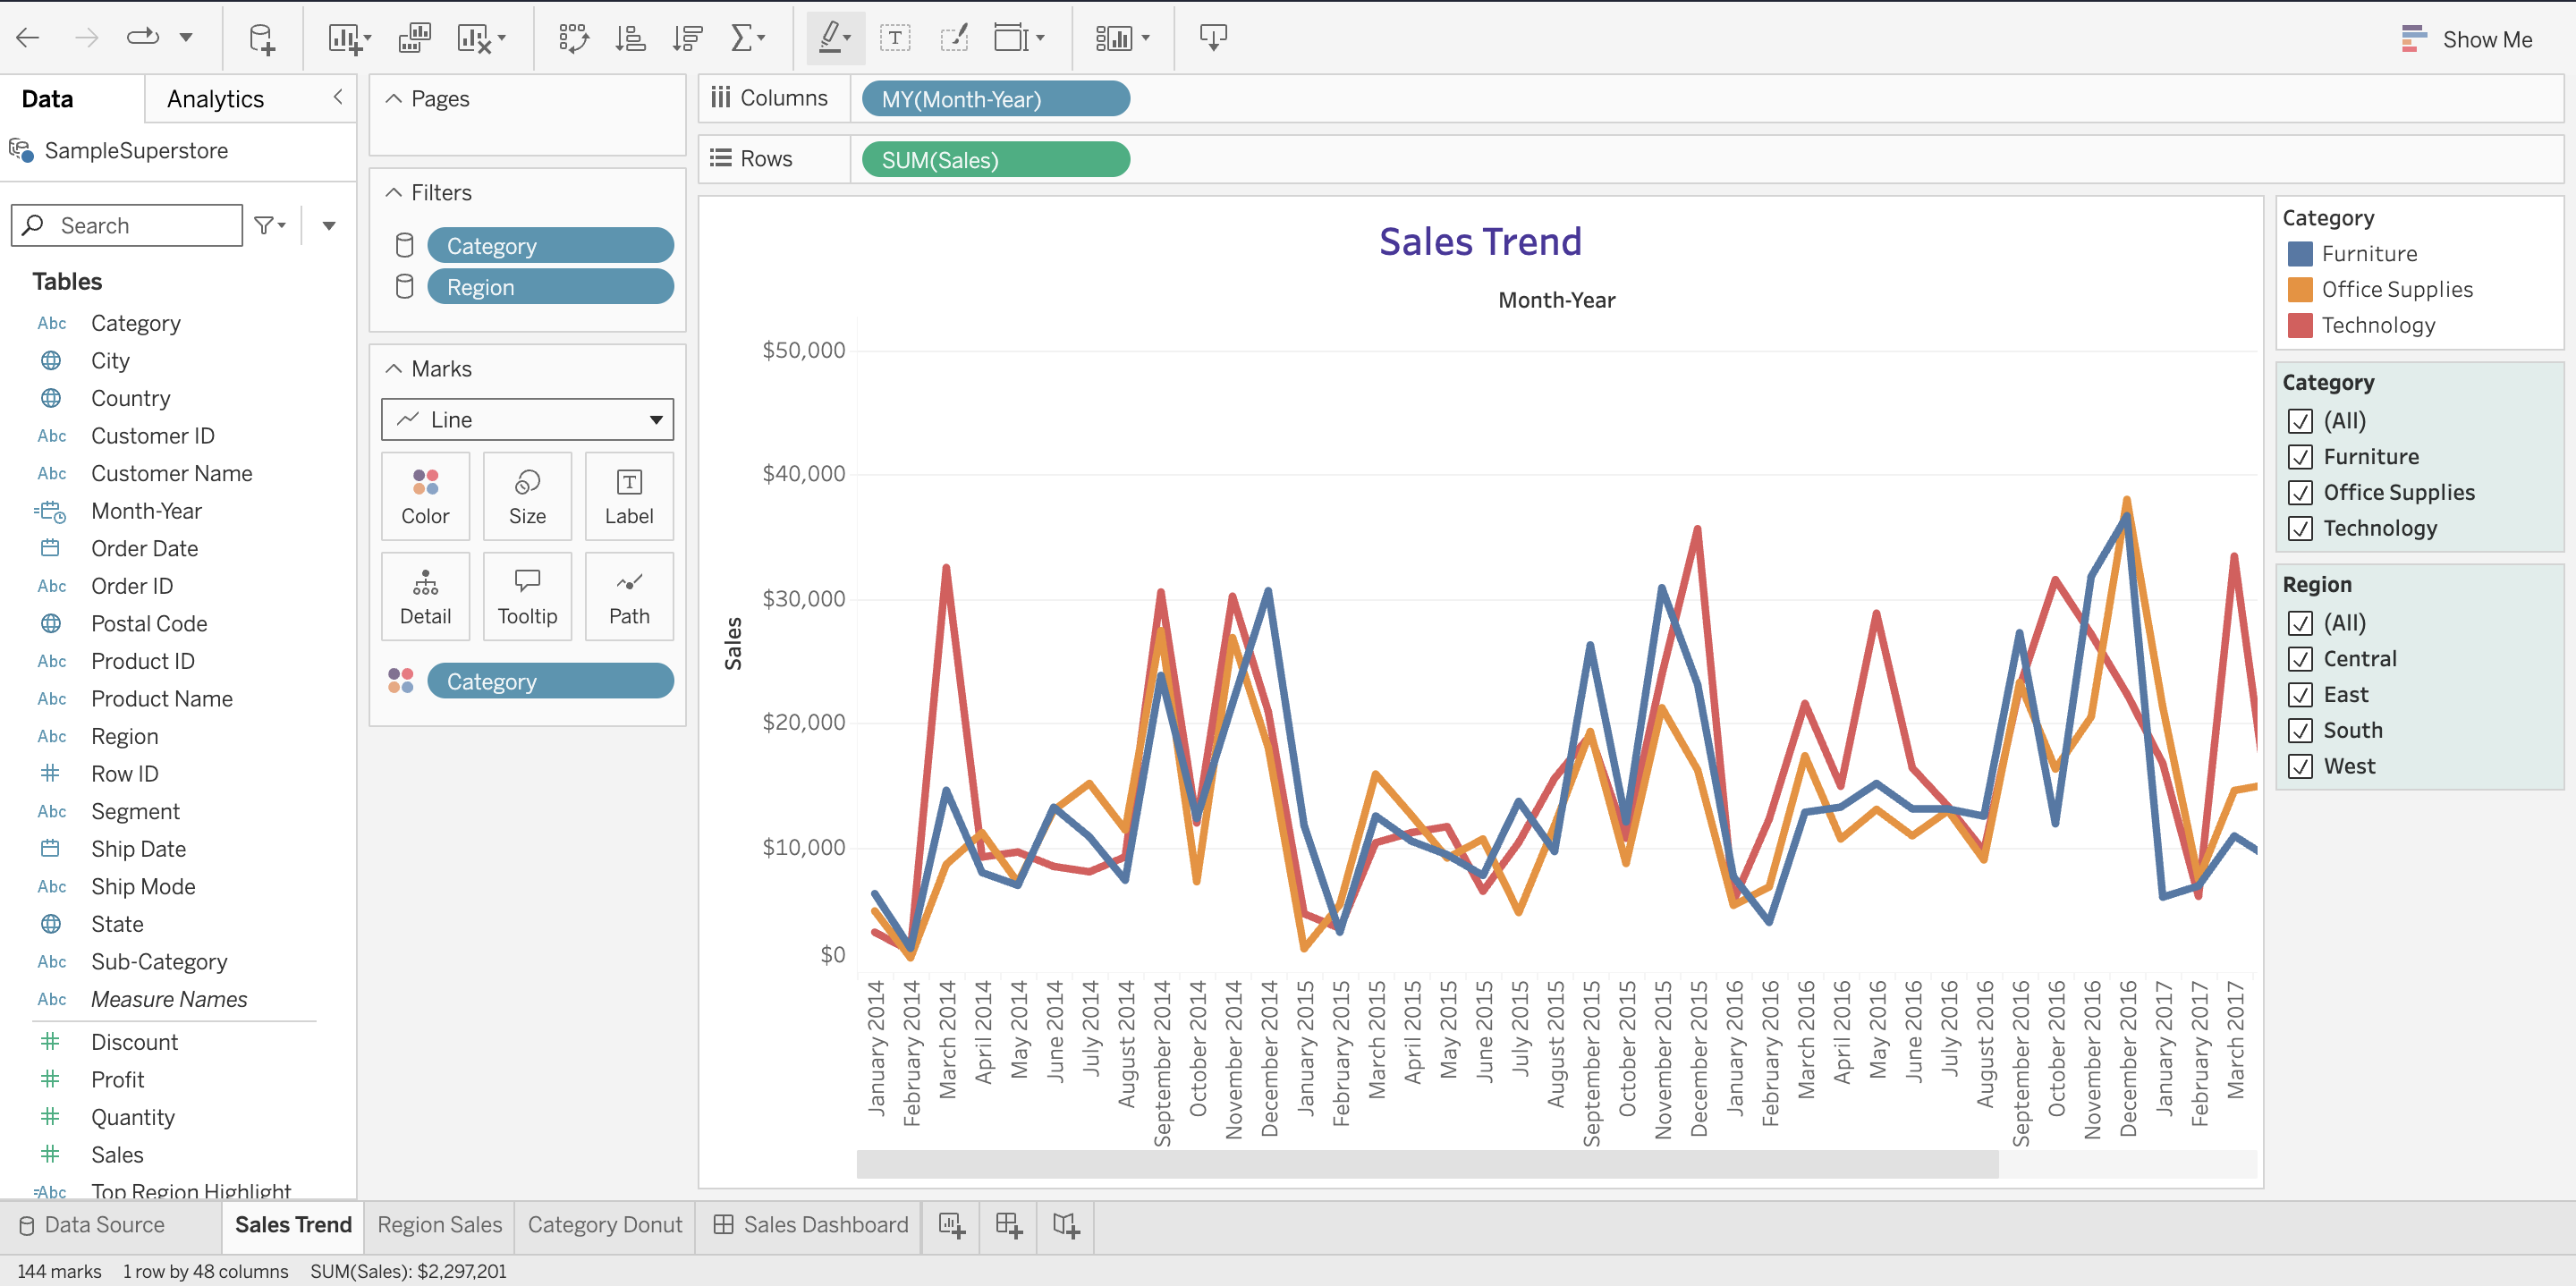 Show Me
Data
Analytics
SampleSuperstore
Search
Tables
Abc Category
City
Country
Abc Customer ID
Abc Customer Name
Month-Year
Order Date
Abc Order ID
Postal Code
Abc Product ID
Abc Product Name
Abc Region
Row ID
Abc Segment
Ship Date
Abc Ship Mode
State
Abc Sub-Category
Abc Measure Names
Discount
Profit
Quantity
Sales
=Abc Top Region Highlight
Pages
Filters
Category
Region
Marks
Line
Color
Size
Label
Detail
Tooltip
Path
Category
Columns
MY(Month-Year)
Rows
SUM(Sales)
Sales Trend
Month-Year
Sales
$50,000
$40,000
$30,000
$20,000
$10,000
$0
January 2014
February 2014
March 2014
April 2014
May 2014
June 2014
July 2014
August 2014
September 2014
October 2014
November 2014
December 2014
January 2015
February 2015
March 2015
April 2015
May 2015
June 2015
July 2015
August 2015
September 2015
October 2015
November 2015
December 2015
January 2016
February 2016
March 2016
April 2016
May 2016
June 2016
July 2016
August 2016
September 2016
October 2016
November 2016
December 2016
January 2017
February 2017
March 2017
Category
Furniture
Office Supplies
Technology
Category
(All)
Furniture
Office Supplies
Technology
Region
(All)
Central
East
South
West
Data Source
Sales Trend
Region Sales
Category Donut
Sales Dashboard
144 marks 1 row by 48 columns SUM(Sales): $2,297,201